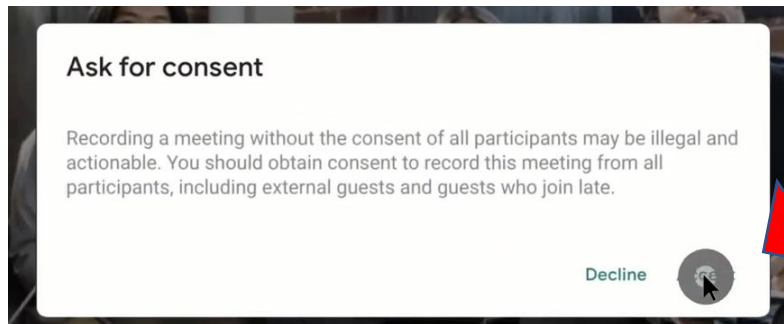 Ask for consent
Recording a meeting without the consent of all participants may be illegal and
actionable. You should obtain consent to record this meeting from all
participants, including external guests and guests who join late.
Decline